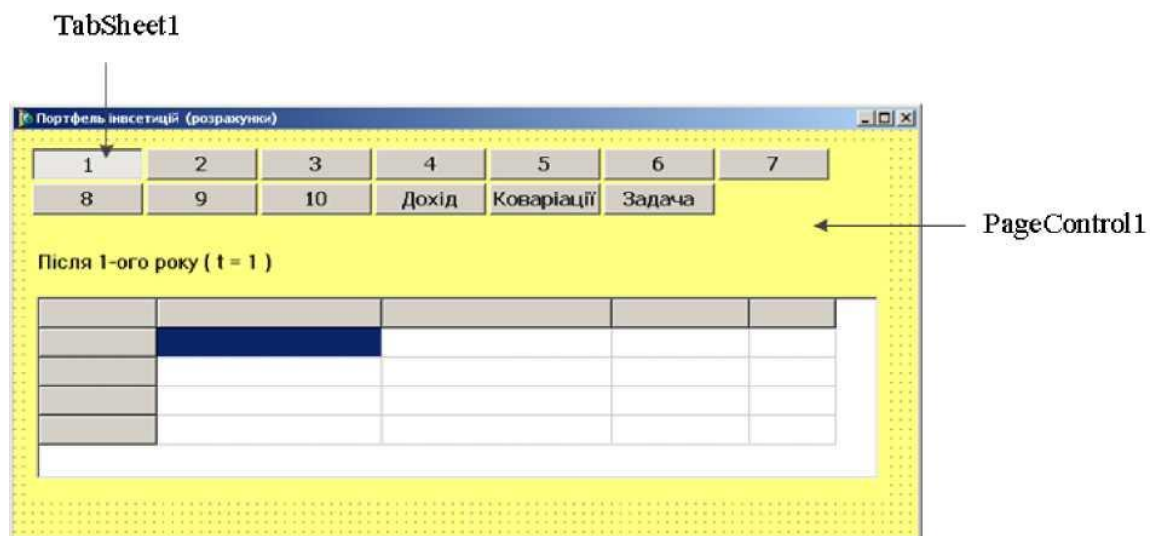 TabSheet1
Портфель інвсетицій (розрахунки)
1 2 3 4 5 6 7
8 9 10 Дохід Коваріації Задача
PageControl1
Після 1-ого року ( t = 1 )